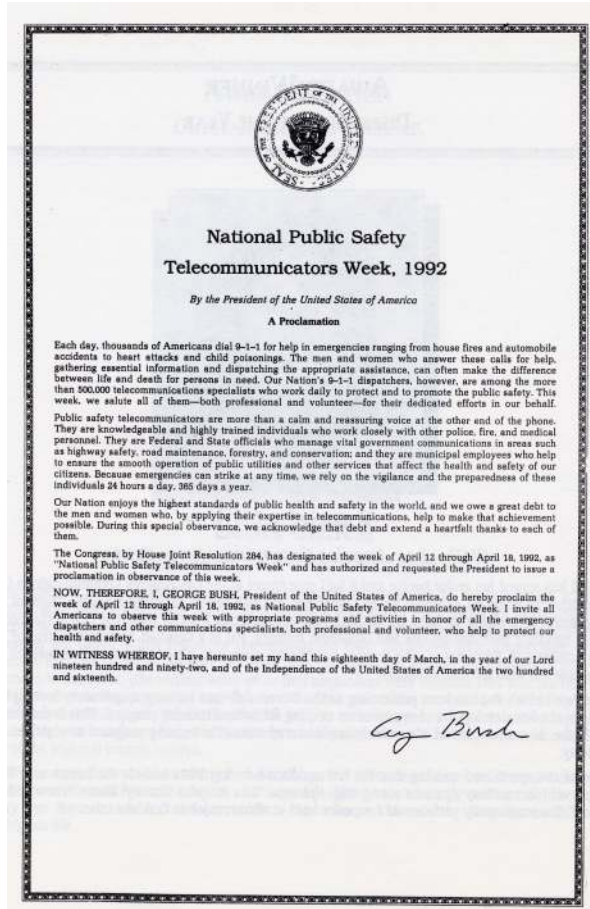 SEAL OF THE PRESIDENT OF THE UNITED STATES
National Public Safety
Telecommunicators Week, 1992
By the President of the United States of America
A Proclamation
Each day, thousands of Americans dial 9–1–1 for help in emergencies ranging from house fires and automobile
accidents to heart attacks and child poisonings. The men and women who answer these calls for help,
gathering essential information and dispatching the appropriate assistance, can often make the difference
between life and death for persons in need. Our Nation's 9–1–1 dispatchers, however, are among the more
than 500,000 telecommunications specialists who work daily to protect and to promote the public safety. This
week, we salute all of them—both professional and volunteer—for their dedicated efforts in our behalf.
Public safety telecommunicators are more than a calm and reassuring voice at the other end of the phone.
They are knowledgeable and highly trained individuals who work closely with other police, fire, and medical
personnel. They are Federal and State officials who manage vital government communications in areas such
as highway safety, road maintenance, forestry, and conservation; and they are municipal employees who help
to ensure the smooth operation of public utilities and other services that affect the health and safety of our
citizens. Because emergencies can strike at any time, we rely on the vigilance and the preparedness of these
individuals 24 hours a day, 365 days a year.
Our Nation enjoys the highest standards of public health and safety in the world, and we owe a great debt to
the men and women who, by applying their expertise in telecommunications, help to make that achievement
possible. During this special observance, we acknowledge that debt and extend a heartfelt thanks to each of
them.
The Congress, by House Joint Resolution 284, has designated the week of April 12 through April 18, 1992, as
"National Public Safety Telecommunicators Week" and has authorized and requested the President to issue a
proclamation in observance of this week.
NOW, THEREFORE, I, GEORGE BUSH, President of the United States of America, do hereby proclaim the
week of April 12 through April 18, 1992, as National Public Safety Telecommunicators Week. I invite all
Americans to observe this week with appropriate programs and activities in honor of all the emergency
dispatchers and other communications specialists, both professional and volunteer, who help to protect our
health and safety.
IN WITNESS WHEREOF, I have hereunto set my hand this eighteenth day of March, in the year of our Lord
nineteen hundred and ninety-two, and of the Independence of the United States of America the two hundred
and sixteenth.
Bush